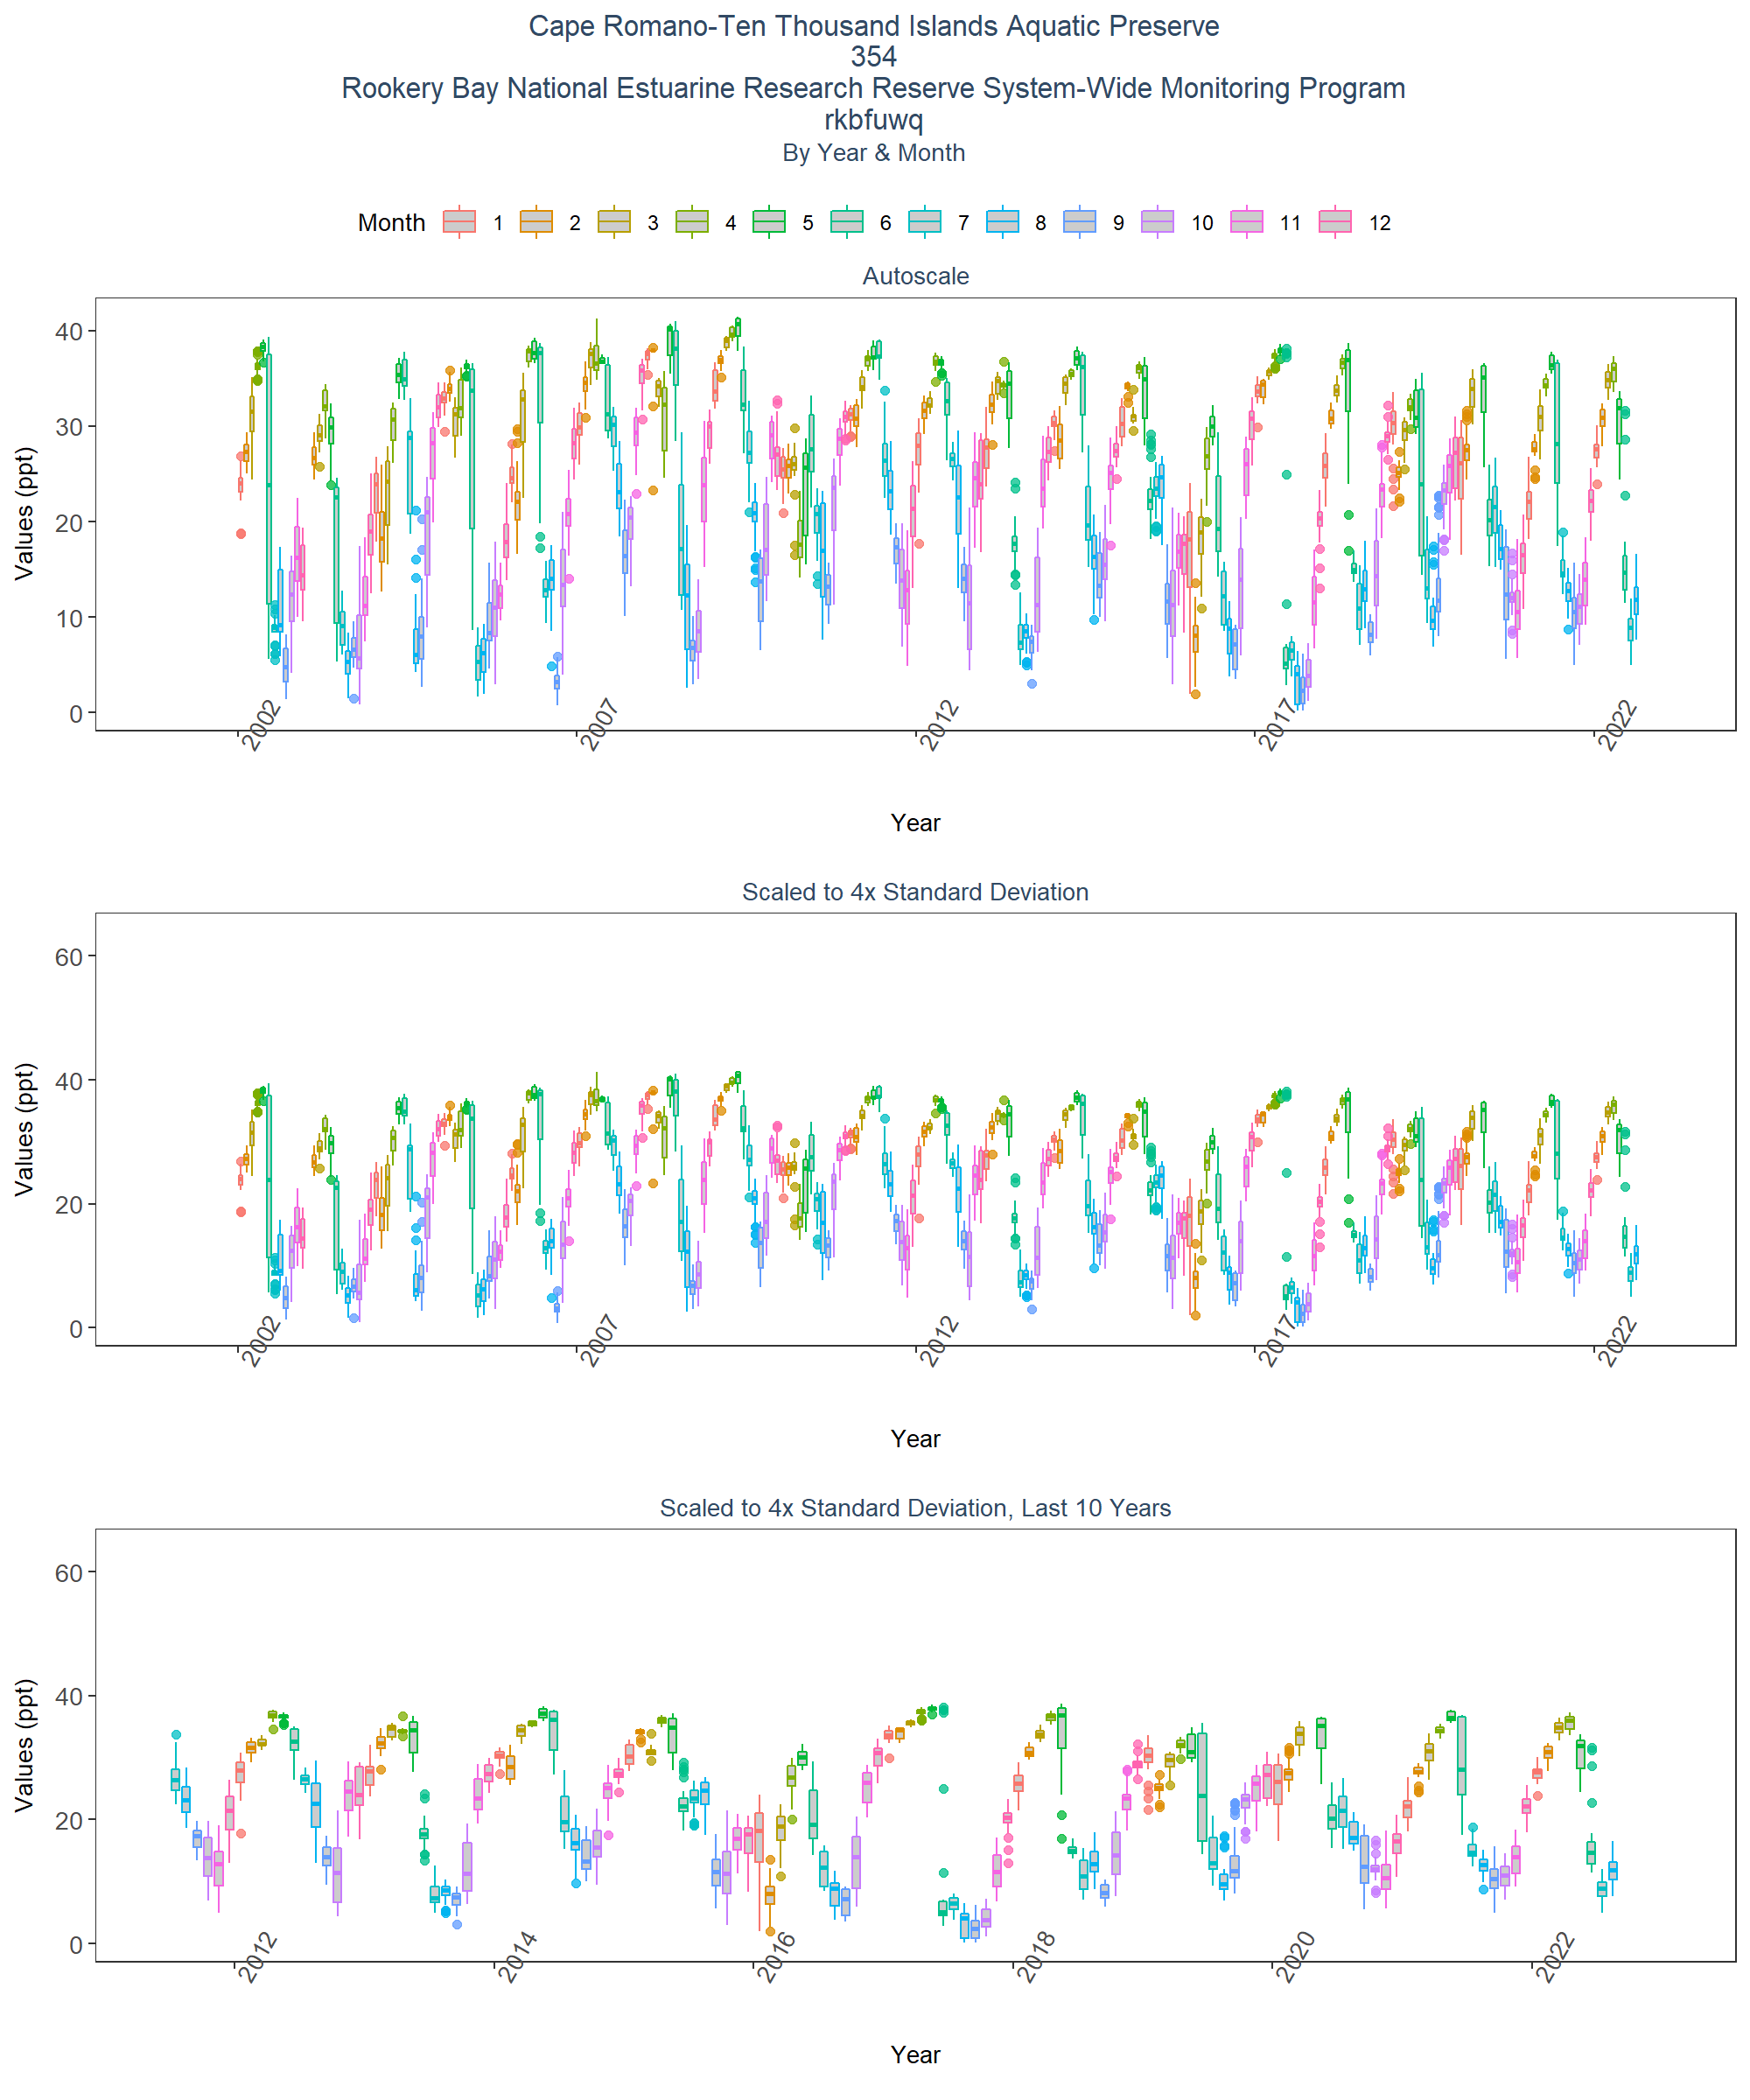 Cape Romano-Ten Thousand Islands Aquatic Preserve
354
Rookery Bay National Estuarine Research Reserve System-Wide Monitoring Program
rkbfuwq
By Year & Month
Month 1 2 3 4 5 6 7 8 9 10 11 12
Autoscale
Values (ppt)
40
30
20
10
0
2002 2007 2012 2017 2022
Year
Scaled to 4x Standard Deviation
Values (ppt)
60
40
20
0
2002 2007 2012 2017 2022
Year
Scaled to 4x Standard Deviation, Last 10 Years
Values (ppt)
60
40
20
0
2012 2014 2016 2018 2020 2022
Year